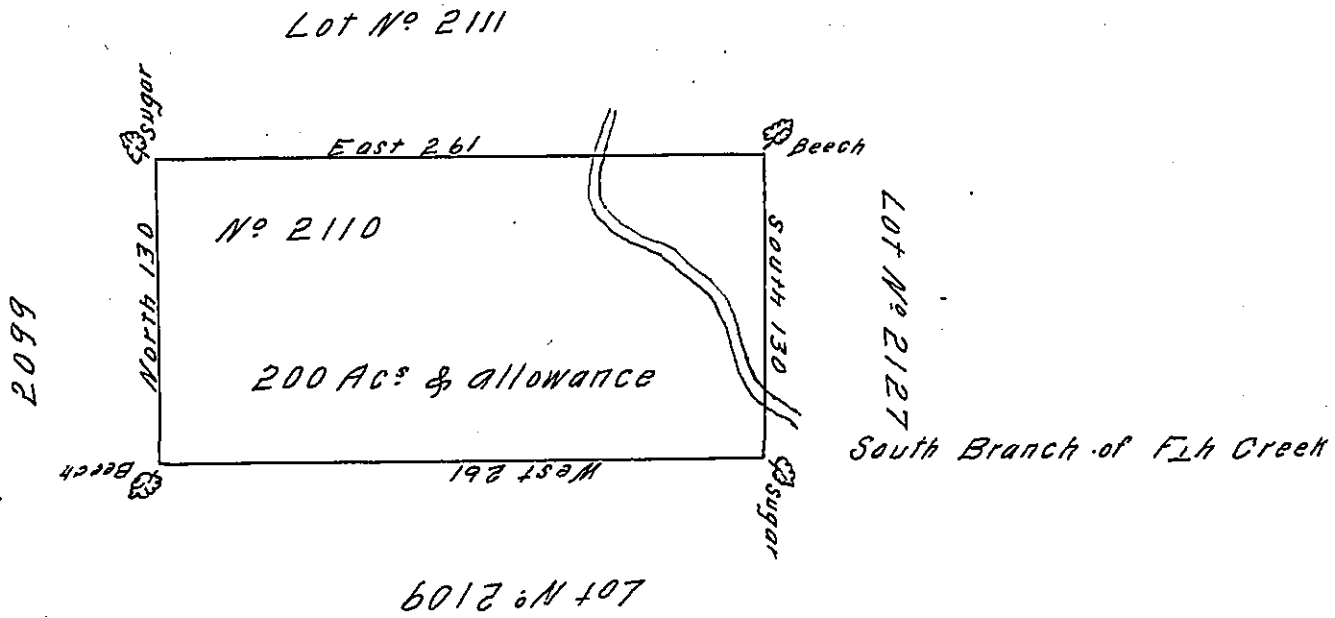 Lot Nº 2111
Sugar
East 261
Beech
Nº 2110
North 130
South 130
Lot Nº 2127
2099
200 Acs & allowance
South Branch of Creek
Beech
West 261
Sugar
Lot Nº 2109